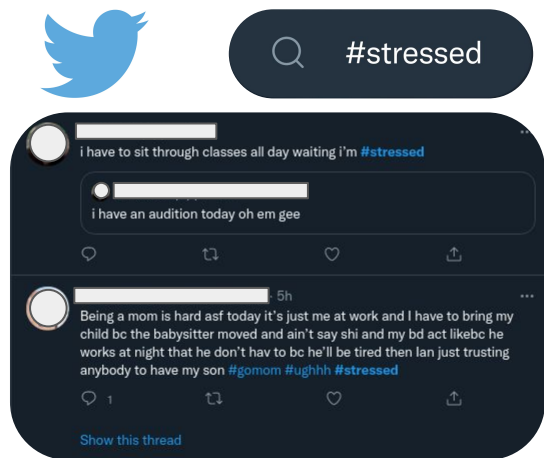 #stressed
i have to sit through classes all day waiting i'm #stressed
i have an audition today oh em gee
· 5h
Being a mom is hard asf today it's just me at work and I have to bring my
child bc the babysitter moved and ain't say shi and my bd act likebc he
works at night that he don't hav to bc he'll be tired then Ian just trusting
anybody to have my son #gomom #ughhh #stressed
1
Show this thread